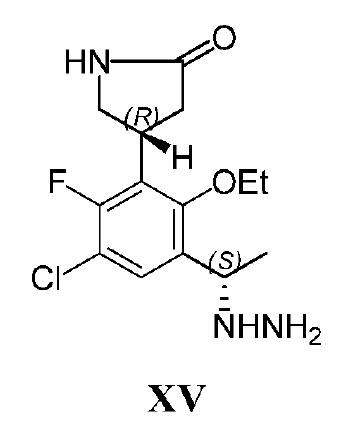 HN O
(R)
H
F OEt
Cl (S)
NHNH₂
XV